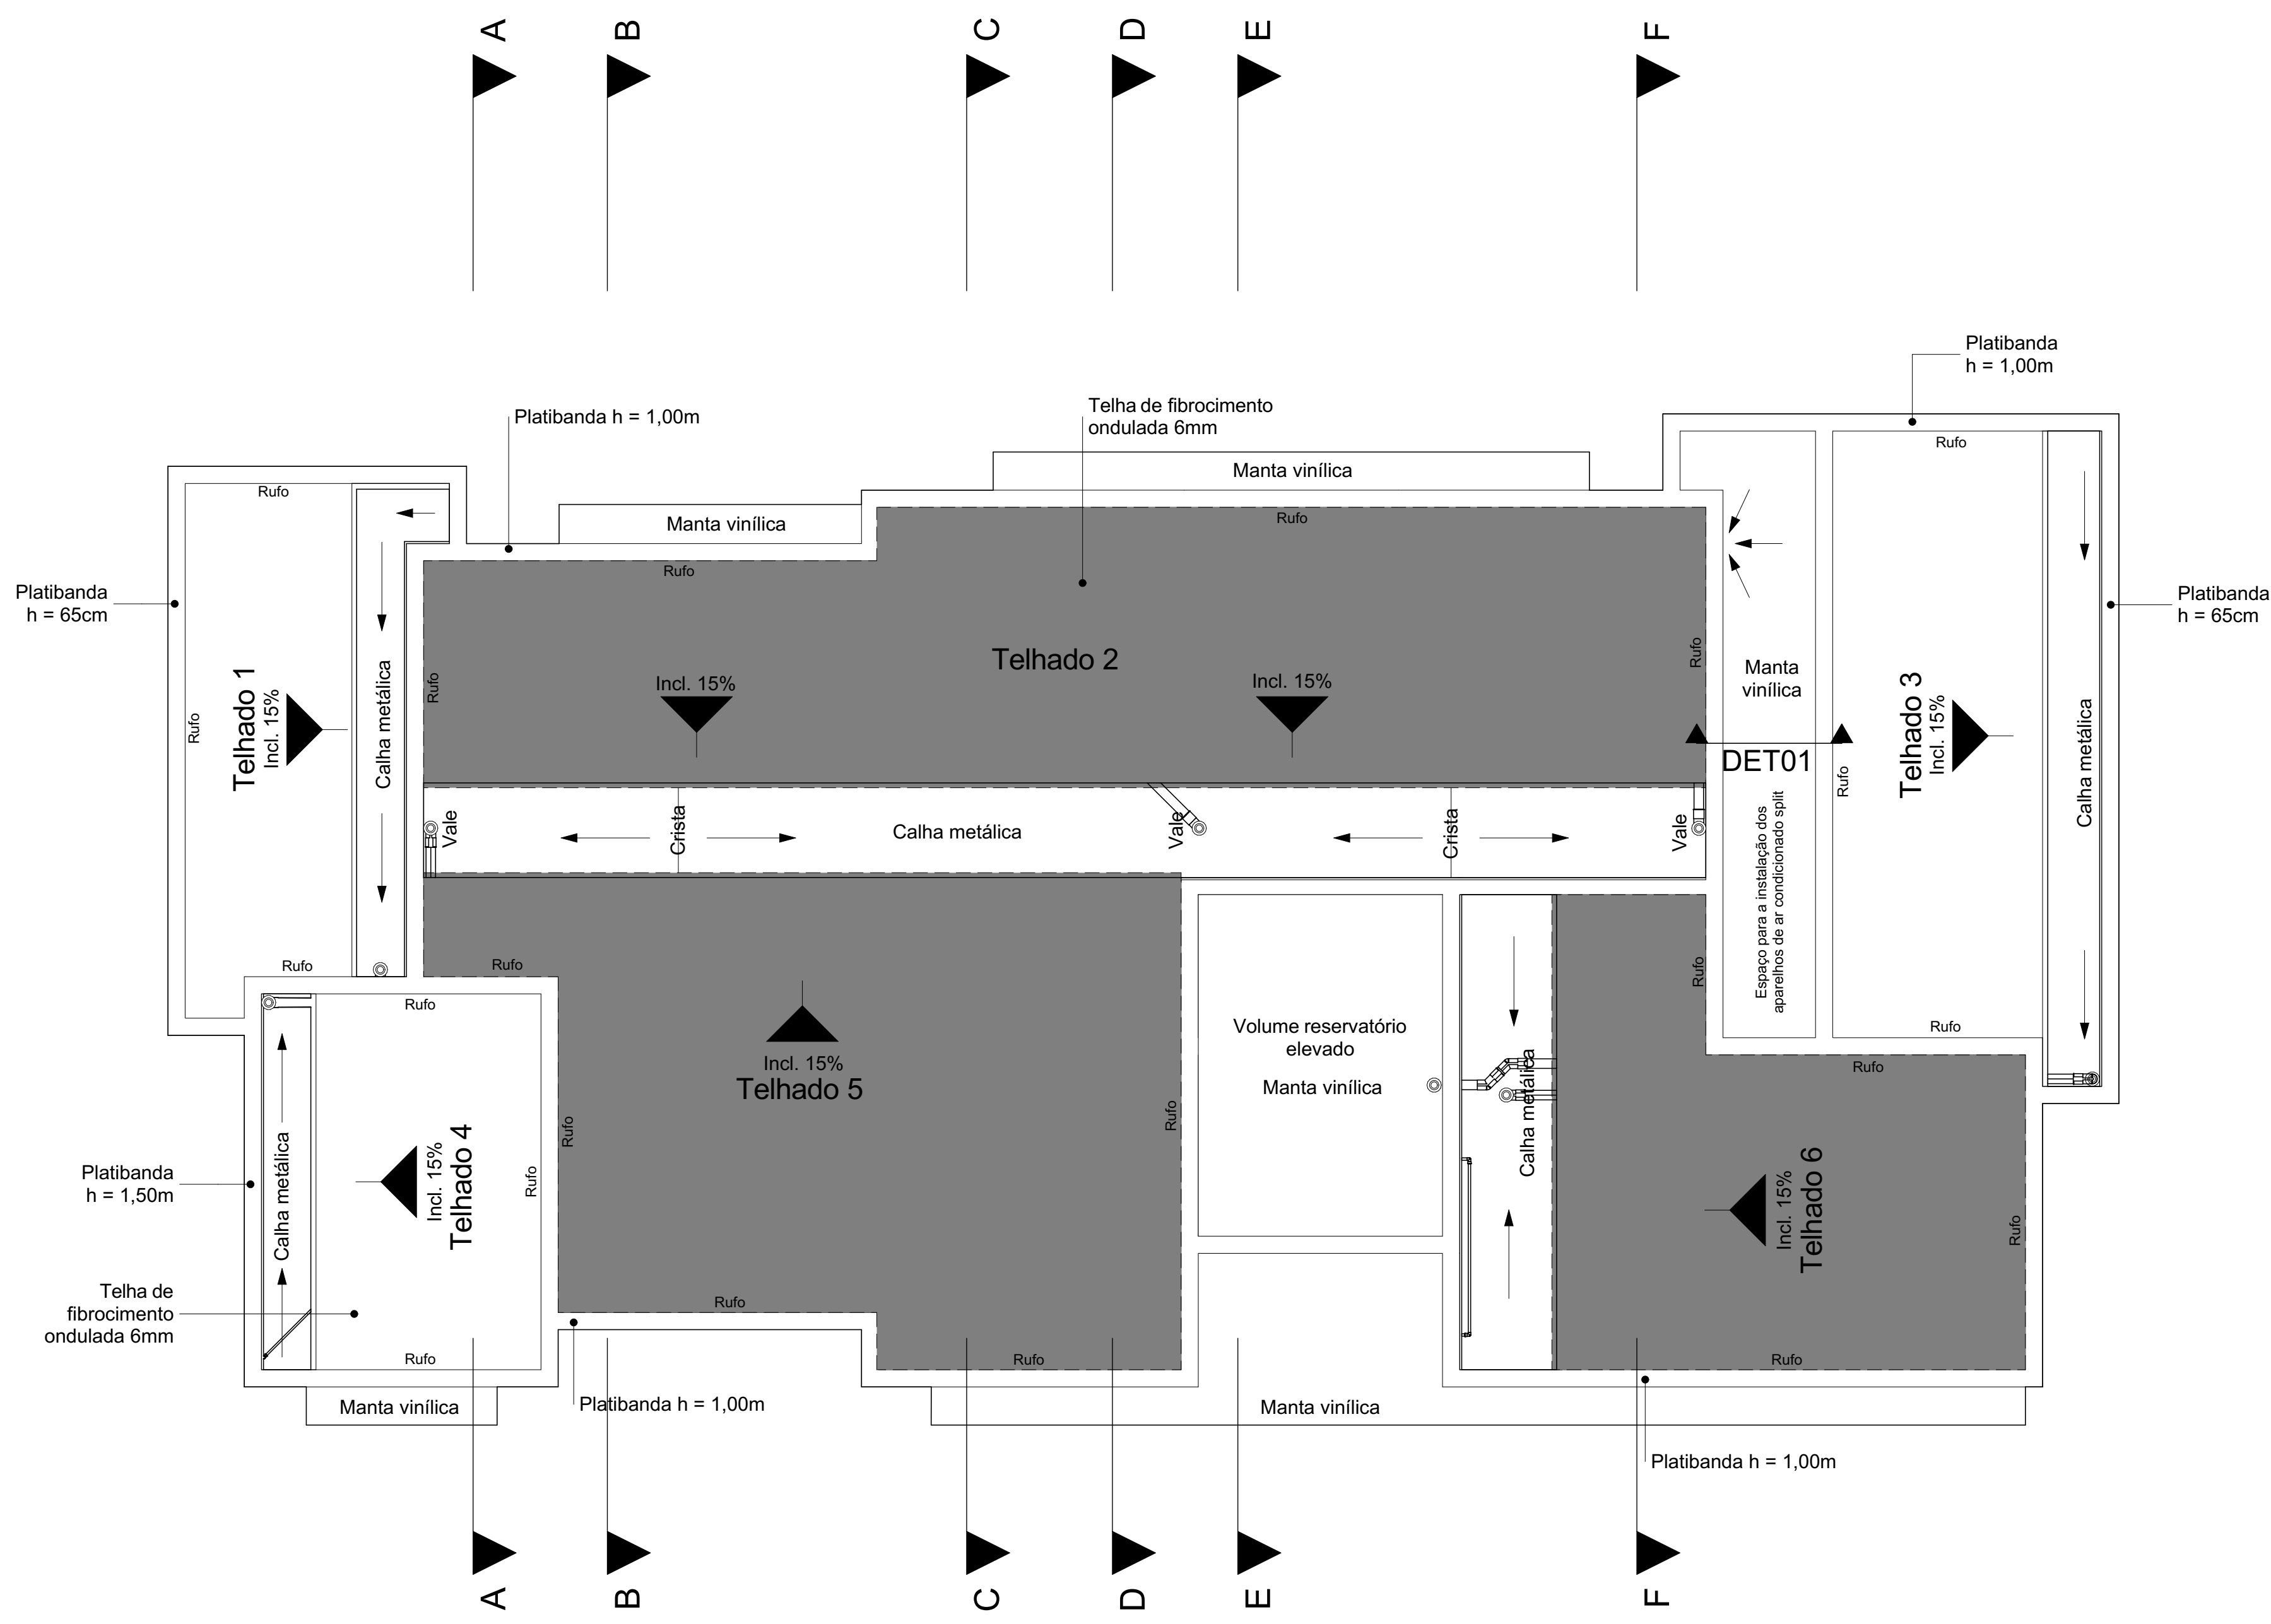 A
B
C
D
E
F
Platibanda
h = 1,00m
Telha de fibrocimento
ondulada 6mm
Platibanda h = 1,00m
Manta vinílica
Manta vinílica
Rufo
Rufo
Rufo
Rufo
Platibanda
h = 65cm
Telhado 1
Incl. 15%
Rufo
Calha metálica
Rufo
Rufo
Telhado 2
Incl. 15%
Incl. 15%
Rufo
Manta
vinílica
DET01
Espaço para a instalação dos
aparelhos de ar condicionado split
Rufo
Telhado 3
Incl. 15%
Calha metálica
Rufo
Platibanda
h = 65cm
Vale
Crista
Calha metálica
Vale
Crista
Vale
Rufo
Rufo
Rufo
Calha metálica
Incl. 15%
Telhado 4
Rufo
Rufo
Platibanda
h = 1,50m
Telha de
fibrocimento
ondulada 6mm
Rufo
Incl. 15%
Telhado 5
Rufo
Rufo
Rufo
Volume reservatório
elevado
Manta vinílica
Calha metálica
Rufo
Rufo
Incl. 15%
Telhado 6
Rufo
Rufo
Manta vinílica
Platibanda h = 1,00m
Manta vinílica
Platibanda h = 1,00m
A
B
C
D
E
F